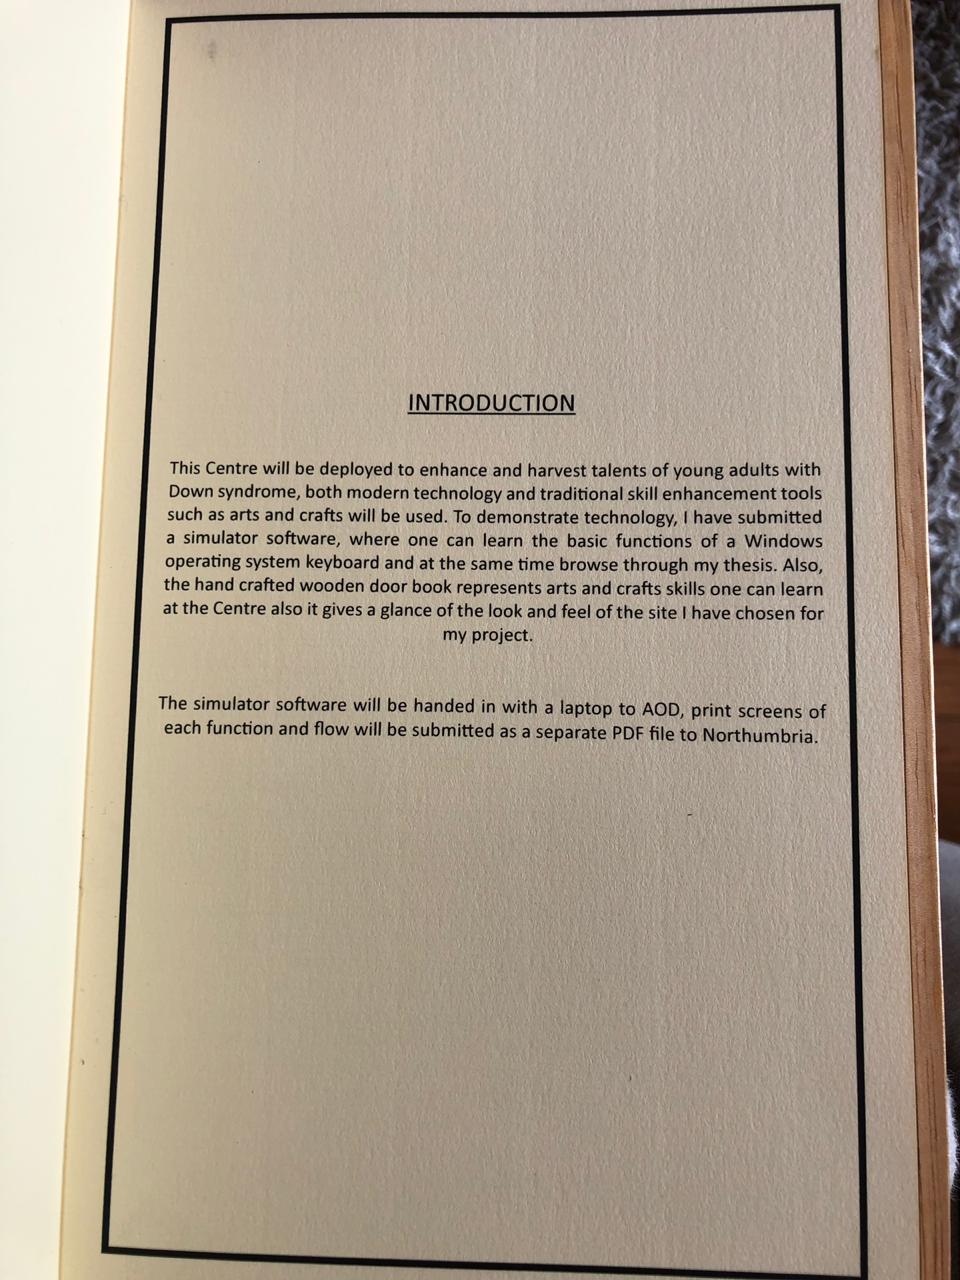 INTRODUCTION
This Centre will be deployed to enhance and harvest talents of young adults with
Down syndrome, both modern technology and traditional skill enhancement tools
such as arts and crafts will be used. To demonstrate technology, I have submitted
a simulator software, where one can learn the basic functions of a Windows
operating system keyboard and at the same time browse through my thesis. Also,
the hand crafted wooden door book represents arts and crafts skills one can learn
at the Centre also it gives a glance of the look and feel of the site I have chosen for
my project.
The simulator software will be handed in with a laptop to AOD, print screens of
each function and flow will be submitted as a separate PDF file to Northumbria.